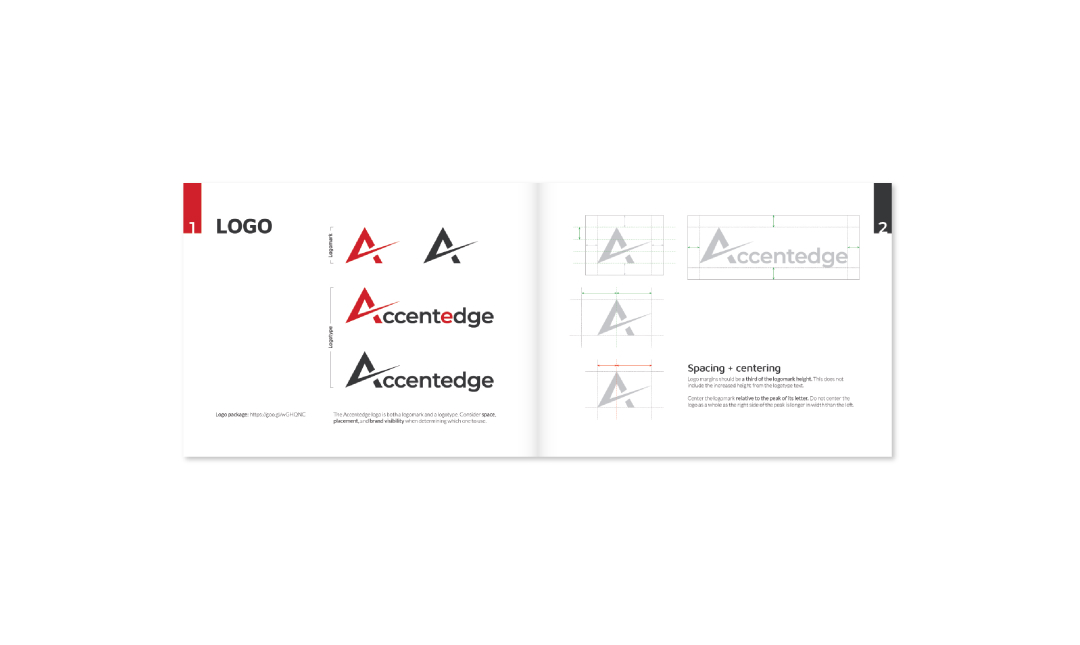 1
LOGO
Logomark
Logotype
Accentedge
Accentedge
Logo package:
The Accentedge logo is both a logomark and a logotype. Consider space,
placement, and brand visibility when determining which one to use.
2
Accentedge
Spacing + centering
Logo margins should be a third of the logomark height. This does not
include the increased height from the logotype text.
Center the logomark relative to the peak of its letter. Do not center the
logo as a whole as the right side of the peak is longer in width than the left.